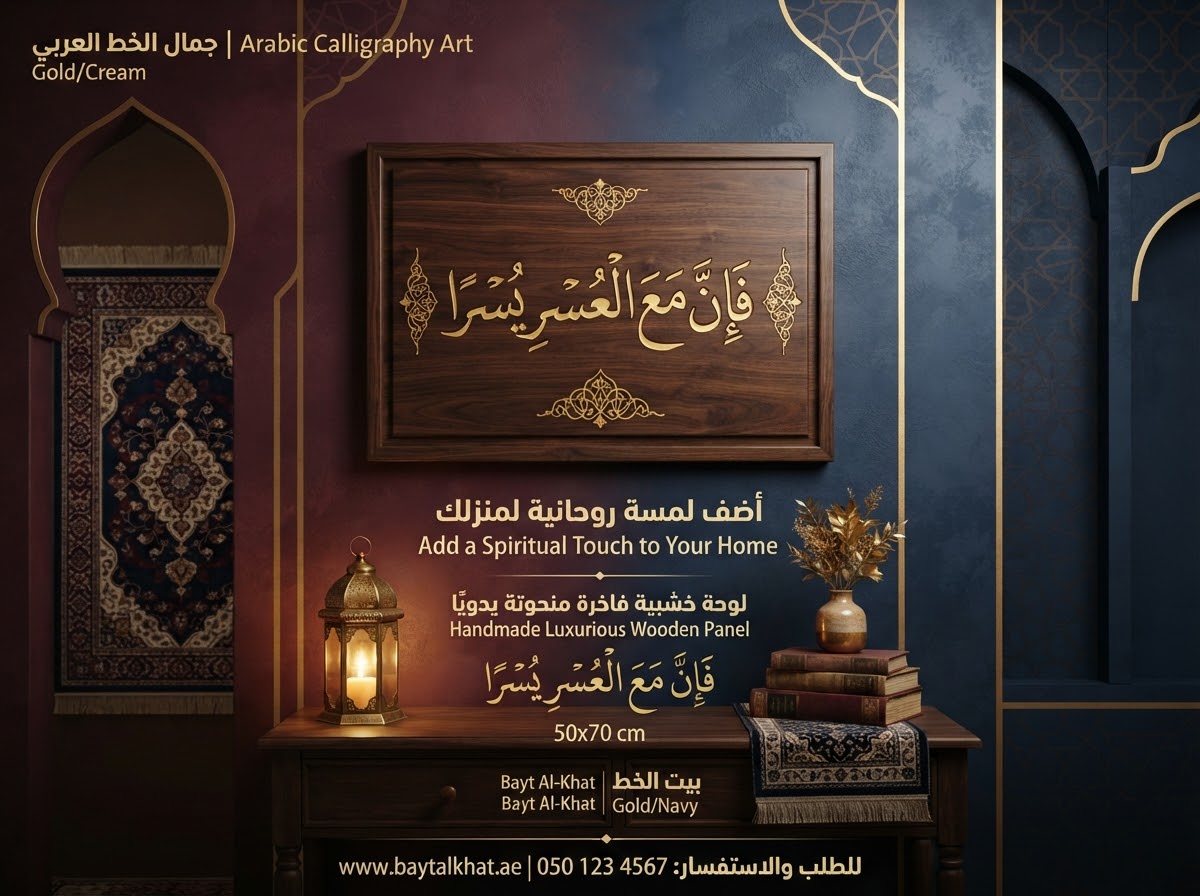 جمال الخط العربي | Arabic Calligraphy Art
Gold/Cream
فَإِنَّ مَعَ الْعُسْرِ يُسْرًا
أضف لمسة روحانية لمنزلك
Add a Spiritual Touch to Your Home
لوحة خشبية فاخرة منحوتة يدويًا
Handmade Luxurious Wooden Panel
فَإِنَّ مَعَ الْعُسْرِ يُسْرًا
50x70 cm
Bayt Al-Khat | بيت الخط
Bayt Al-Khat | Gold/Navy
للطلب والاستفسار: 050 123 4567 | www.baytalkhat.ae